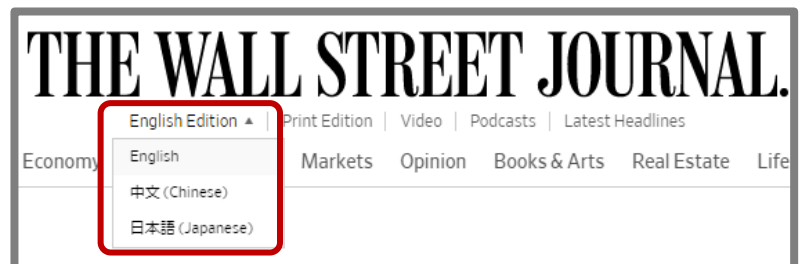 THE WALL STREET JOURNAL.
English Edition ▲ | Print Edition | Video | Podcasts | Latest Headlines
Economy Markets Opinion Books & Arts Real Estate Life
English
中文 (Chinese)
日本語 (Japanese)